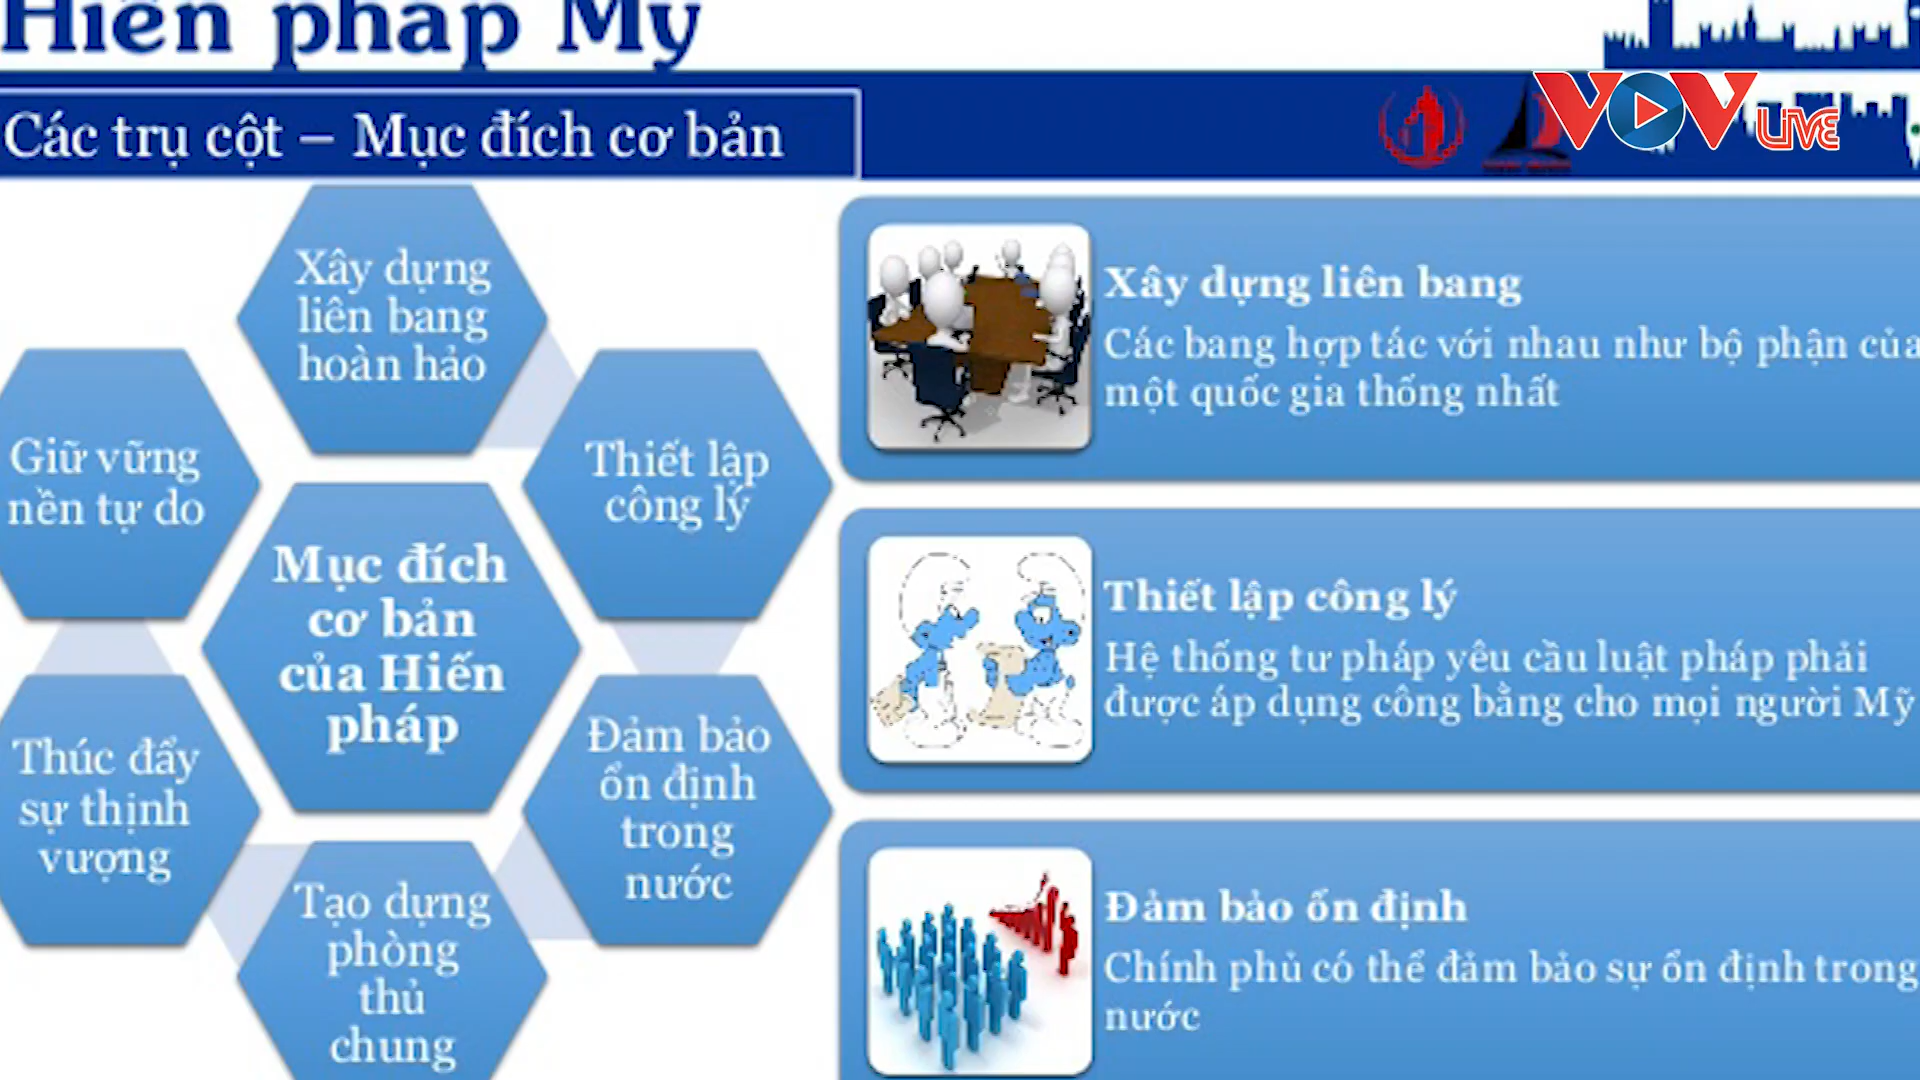 Hiến pháp Mỹ
Các trụ cột – Mục đích cơ bản
VOV LIVE
Xây dựng
liên bang
hoàn hảo
Giữ vững
nền tự do
Thiết lập
công lý
Mục đích
cơ bản
của Hiến
pháp
Thúc đẩy
sự thịnh
vượng
Đảm bảo
ổn định
trong
nước
Tạo dựng
phòng
thủ
chung
Xây dựng liên bang
Các bang hợp tác với nhau như bộ phận của
một quốc gia thống nhất
Thiết lập công lý
Hệ thống tư pháp yêu cầu luật pháp phải
được áp dụng công bằng cho mọi người Mỹ
Đảm bảo ổn định
Chính phủ có thể đảm bảo sự ổn định trong
nước